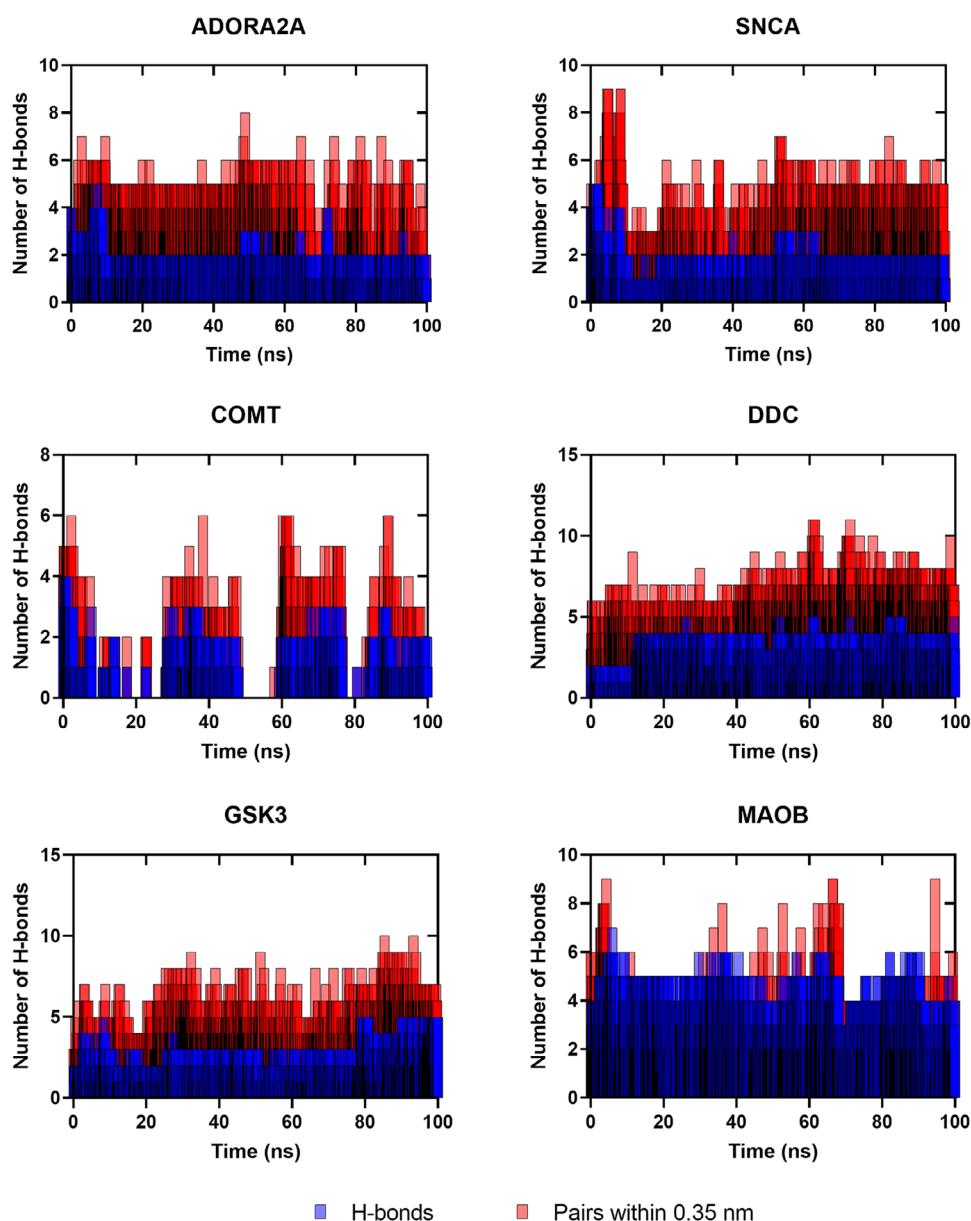 ADORA2A
Number of H-bonds
10
8
6
4
2
0
0 20 40 60 80 100
Time (ns)
SNCA
Number of H-bonds
10
8
6
4
2
0
0 20 40 60 80 100
Time (ns)
COMT
Number of H-bonds
8
6
4
2
0
0 20 40 60 80 100
Time (ns)
DDC
Number of H-bonds
15
10
5
0
0 20 40 60 80 100
Time (ns)
GSK3
Number of H-bonds
15
10
5
0
0 20 40 60 80 100
Time (ns)
MAOB
Number of H-bonds
10
8
6
4
2
0
0 20 40 60 80 100
Time (ns)
H-bonds
Pairs within 0.35 nm